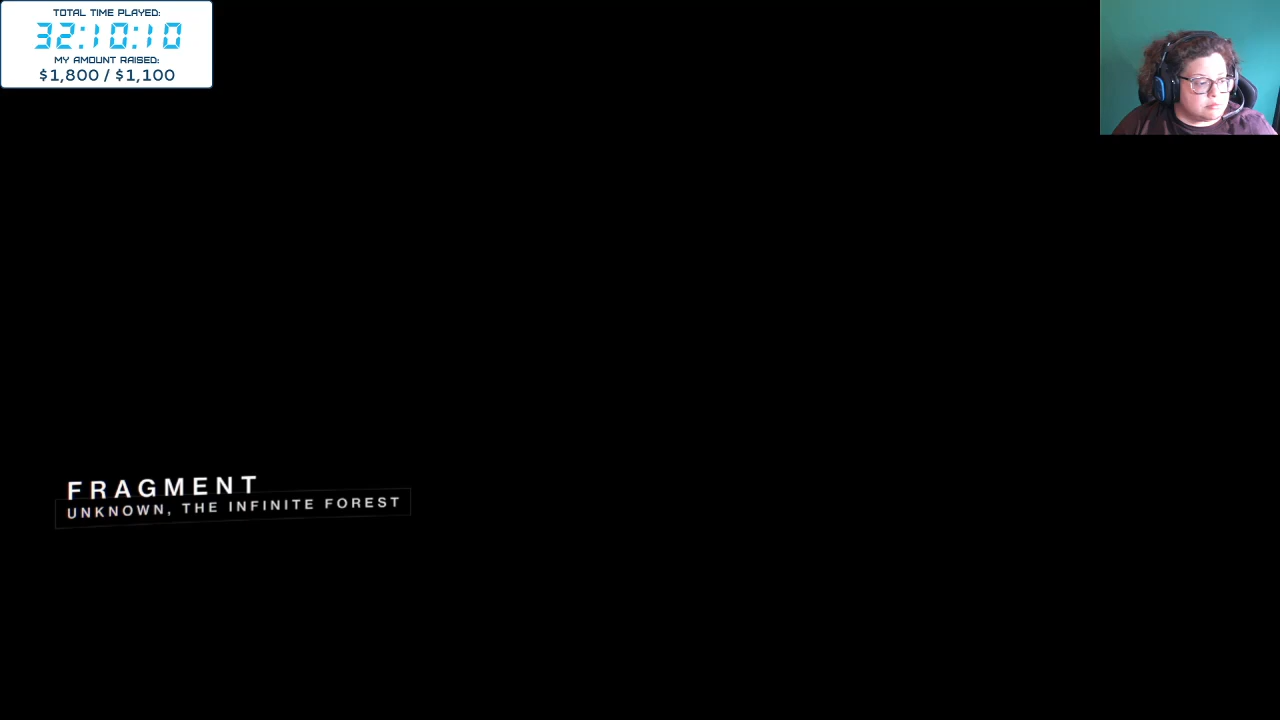 TOTAL TIME PLAYED:
32:10:10
MY AMOUNT RAISED:
$1,800 / $1,100
FRAGMENT
UNKNOWN, THE INFINITE FOREST